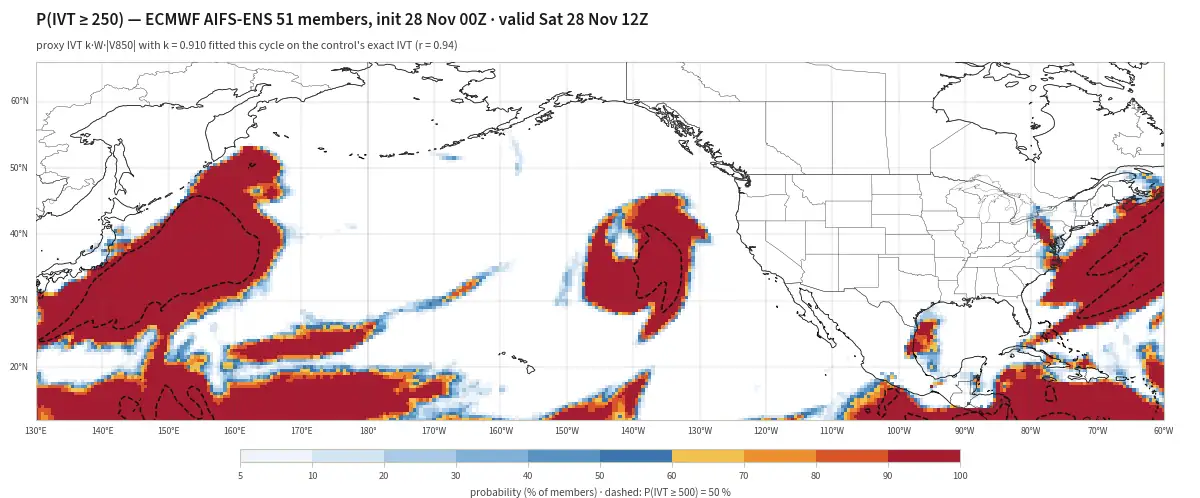 P(IVT ≥ 250) — ECMWF AIFS-ENS 51 members, init 28 Nov 00Z · valid Sat 28 Nov 12Z
proxy IVT k·W·|V850| with k = 0.910 fitted this cycle on the control's exact IVT (r = 0.94)
60°N
50°N
40°N
30°N
20°N
130°E 140°E 150°E 160°E 170°E 180° 170°W 160°W 150°W 140°W 130°W 120°W 110°W 100°W 90°W 80°W 70°W 60°W
5 10 20 30 40 50 60 70 80 90 100
probability (% of members) · dashed: P(IVT ≥ 500) = 50 %